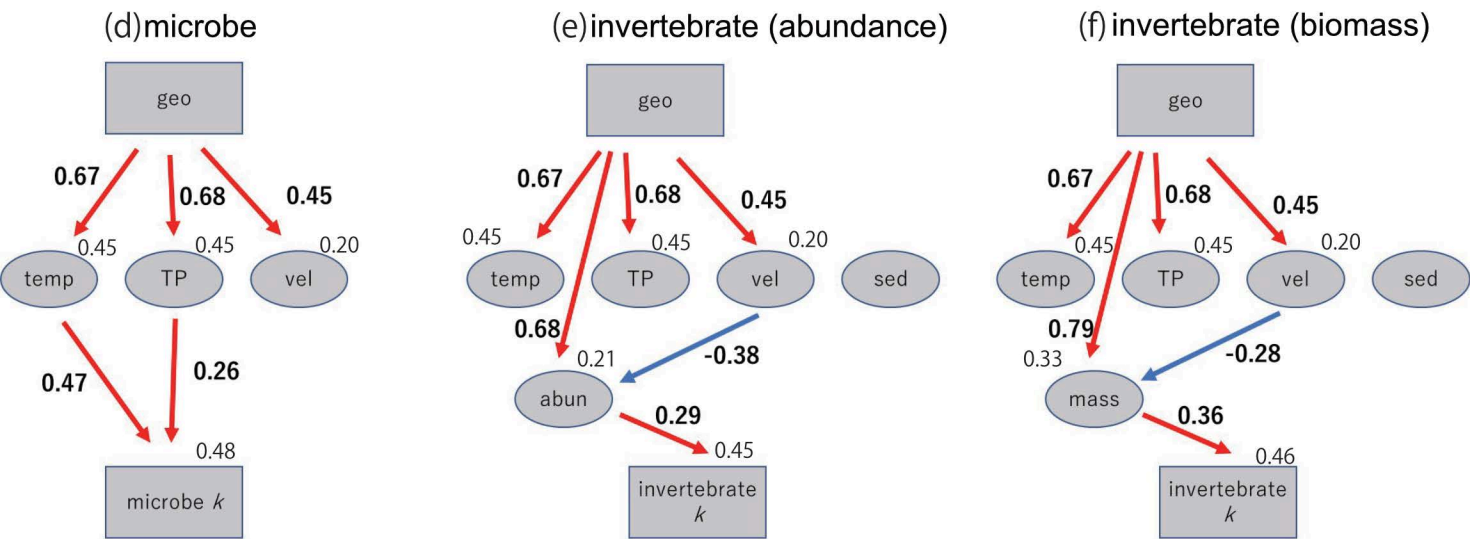 (d)microbe
geo
0.67
0.68
0.45
0.45
0.45
0.20
temp
TP
vel
0.47
0.26
0.48
microbe k
(e)invertebrate (abundance)
geo
0.67
0.68
0.45
0.45
0.45
0.20
temp
TP
vel
sed
0.68
-0.38
0.21
abun
0.29
0.45
invertebrate
k
(f) invertebrate (biomass)
geo
0.67
0.68
0.45
0.45
0.45
0.20
temp
TP
vel
sed
0.79
-0.28
0.33
mass
0.36
0.46
invertebrate
k